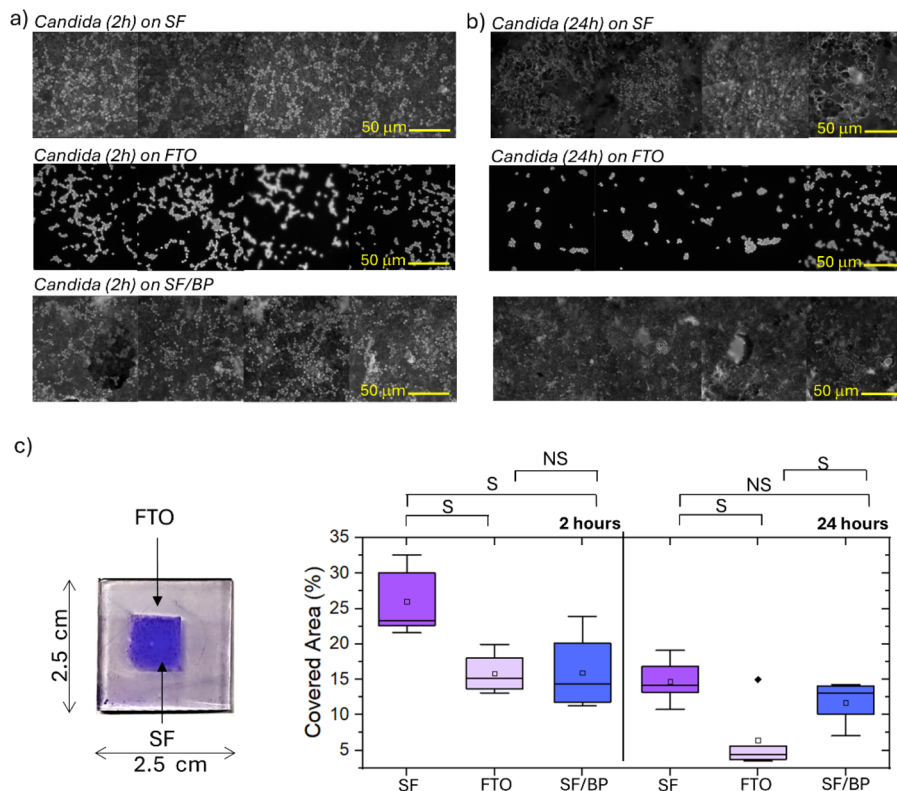 a)
Candida (2h) on SF
50 µm
Candida (2h) on FTO
50 µm
Candida (2h) on SF/BP
50 µm
b)
Candida (24h) on SF
50 µm
Candida (24h) on FTO
50 µm
50 µm
c)
FTO
2.5 cm
SF
2.5 cm
NS
S
S
S
NS
S
2 hours
24 hours
Covered Area (%)
35
30
25
20
15
10
5
SF
FTO
SF/BP
SF
FTO
SF/BP